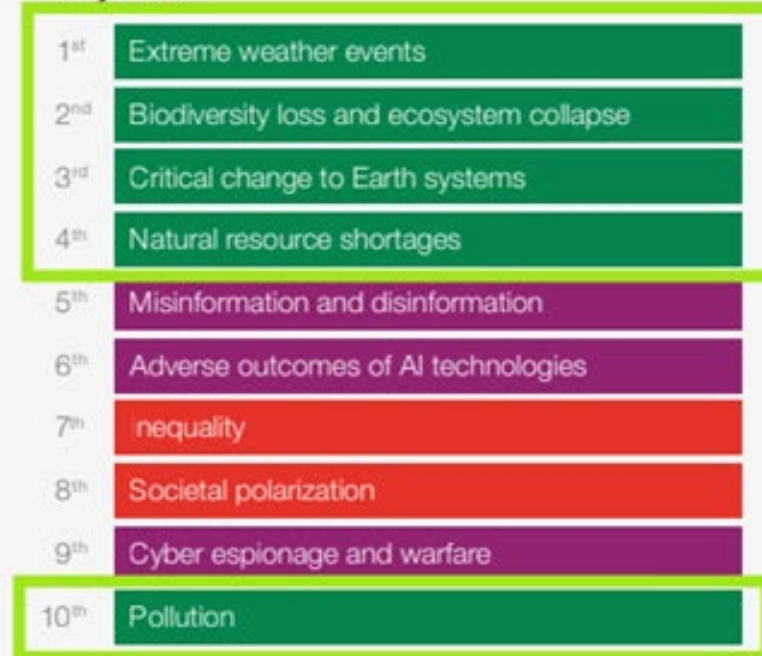 1st Extreme weather events
2nd Biodiversity loss and ecosystem collapse
3rd Critical change to Earth systems
4th Natural resource shortages
5th Misinformation and disinformation
6th Adverse outcomes of AI technologies
7th Inequality
8th Societal polarization
9th Cyber espionage and warfare
10th Pollution